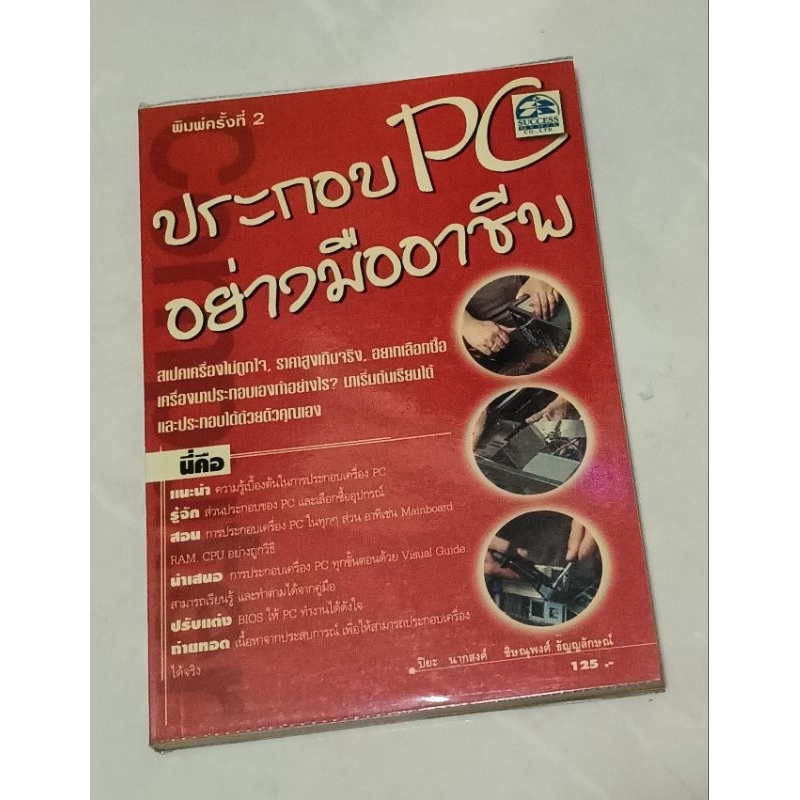 พิมพ์ครั้งที่ 2
SUCCESS
MEDIA
CO.,LTD.
ประกอบ PC
อย่างมืออาชีพ
Computer
สเปคเครื่องไม่ถูกใจ, ราคาสูงเกินจริง, อยากเลือกซื้อ
เครื่องมาประกอบเองทำอย่างไร? มาเริ่มต้นเรียนได้
และประกอบได้ด้วยตัวคุณเอง
นี่คือ
แนะนำ ความรู้เบื้องต้นในการประกอบเครื่อง PC
รู้จัก ส่วนประกอบของ PC และเลือกซื้ออุปกรณ์
สอน การประกอบเครื่อง PC ในทุกๆ ส่วน อาทิเช่น Mainboard
RAM, CPU อย่างถูกวิธี
นำเสนอ การประกอบเครื่อง PC ทุกขั้นตอนด้วย Visual Guide
สามารถเรียนรู้ และทำตามได้จากคู่มือ
ปรับแต่ง BIOS ให้ PC ทำงานได้ดังใจ
ถ่ายทอด เนื้อหาจากประสบการณ์ เพื่อให้สามารถประกอบเครื่อง
ได้จริง
ปิยะ นากสงค์ ชิษณุพงศ์ ธัญญลักษณ์
125.-